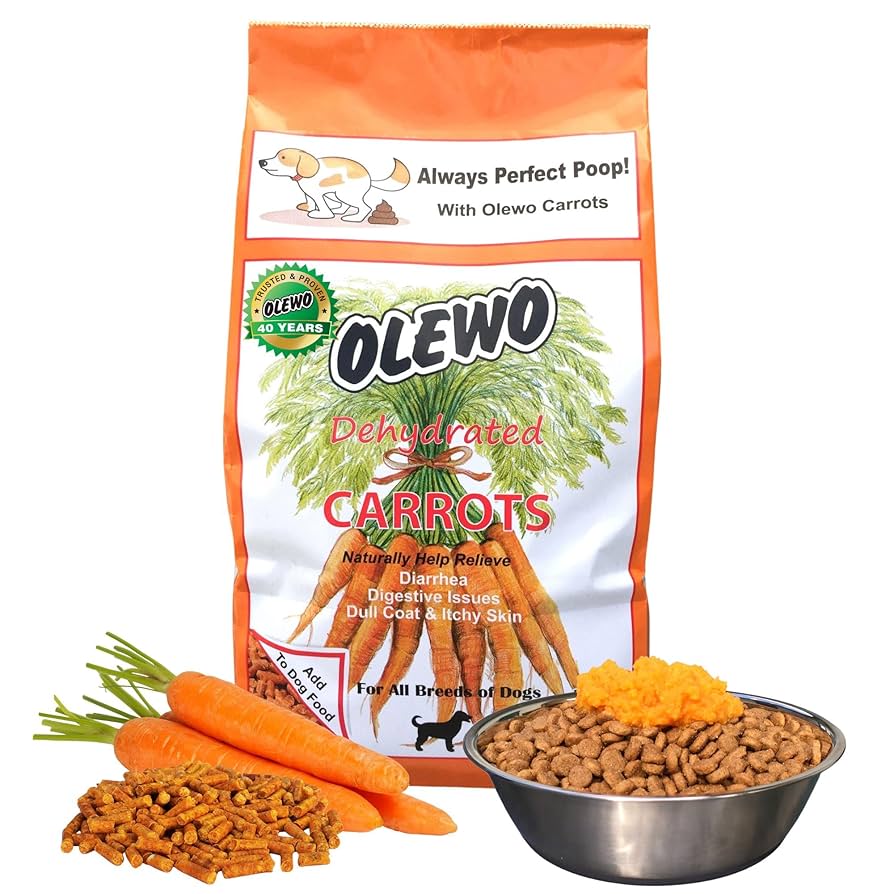 Always Perfect Poop!
With Olewo Carrots
TRUSTED & PROVEN
OLEWO
40 YEARS
OLEWO
Dehydrated
CARROTS
Naturally Help Relieve
Diarrhea
Digestive Issues
Dull Coat & Itchy Skin
Add
To Dog Food
For All Breeds of Dogs